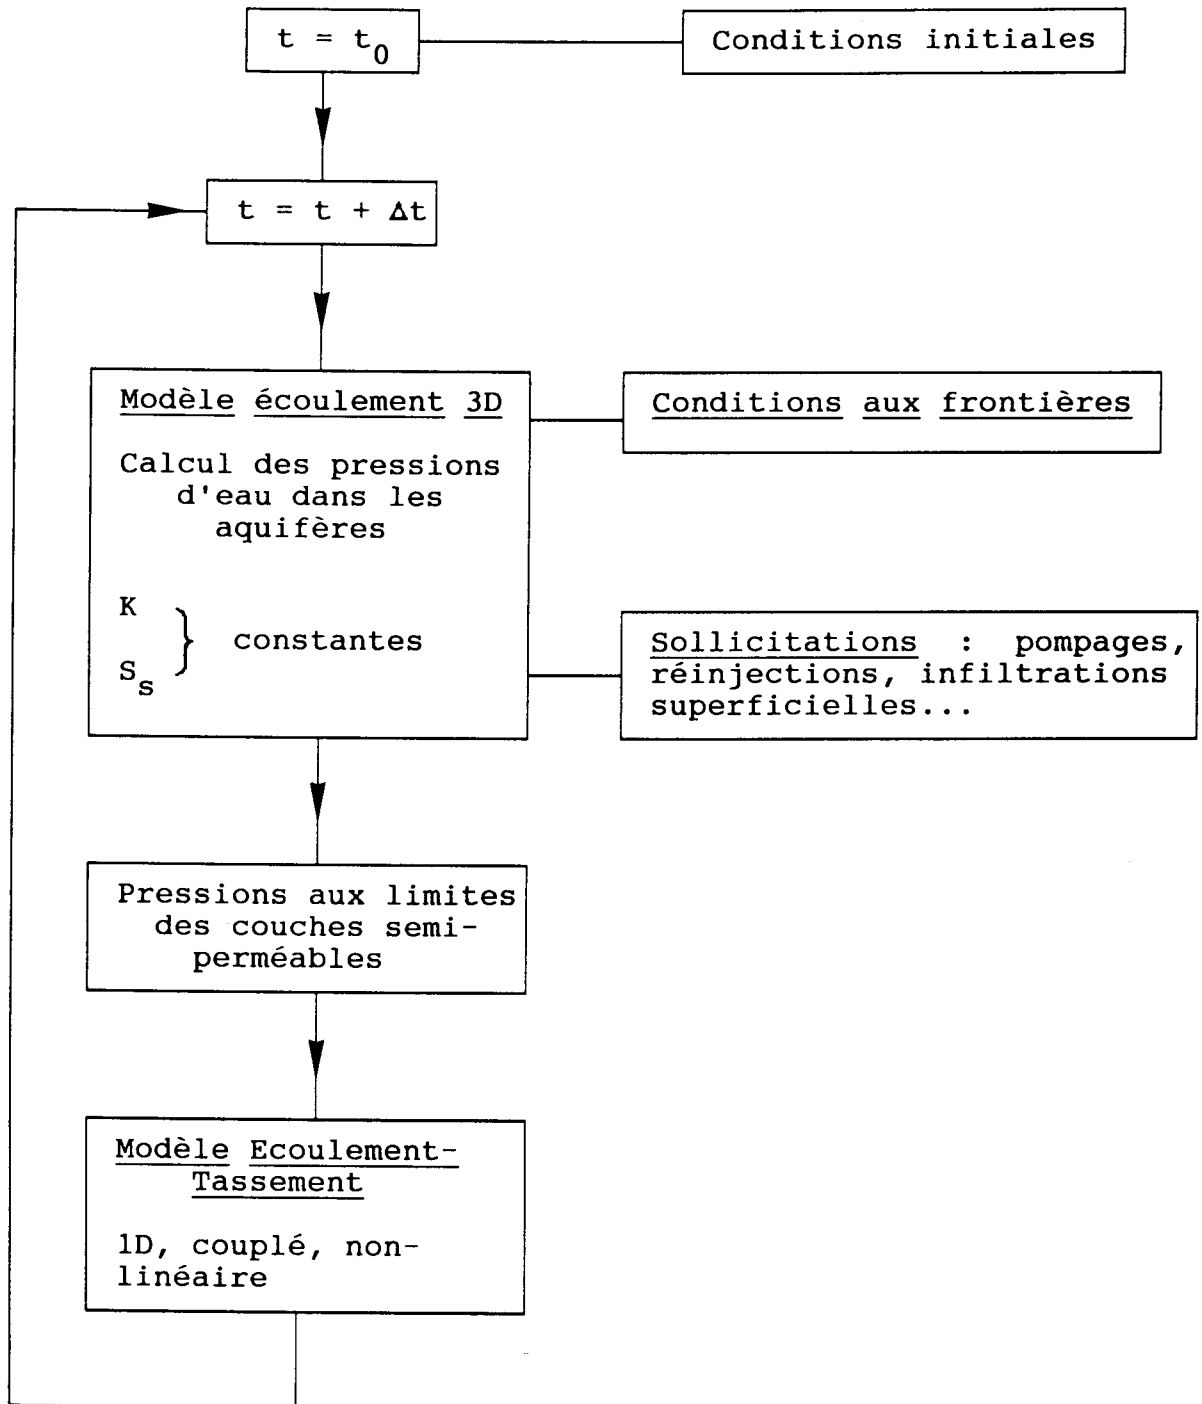 t = t0
Conditions initiales
t = t + Δt
Modèle écoulement 3D
Calcul des pressions
d'eau dans les
aquifères
K
} constantes
Ss
Conditions aux frontières
Sollicitations : pompages,
réinjections, infiltrations
superficielles...
Pressions aux limites
des couches semi-
perméables
Modèle Ecoulement-
Tassement
1D, couplé, non-
linéaire